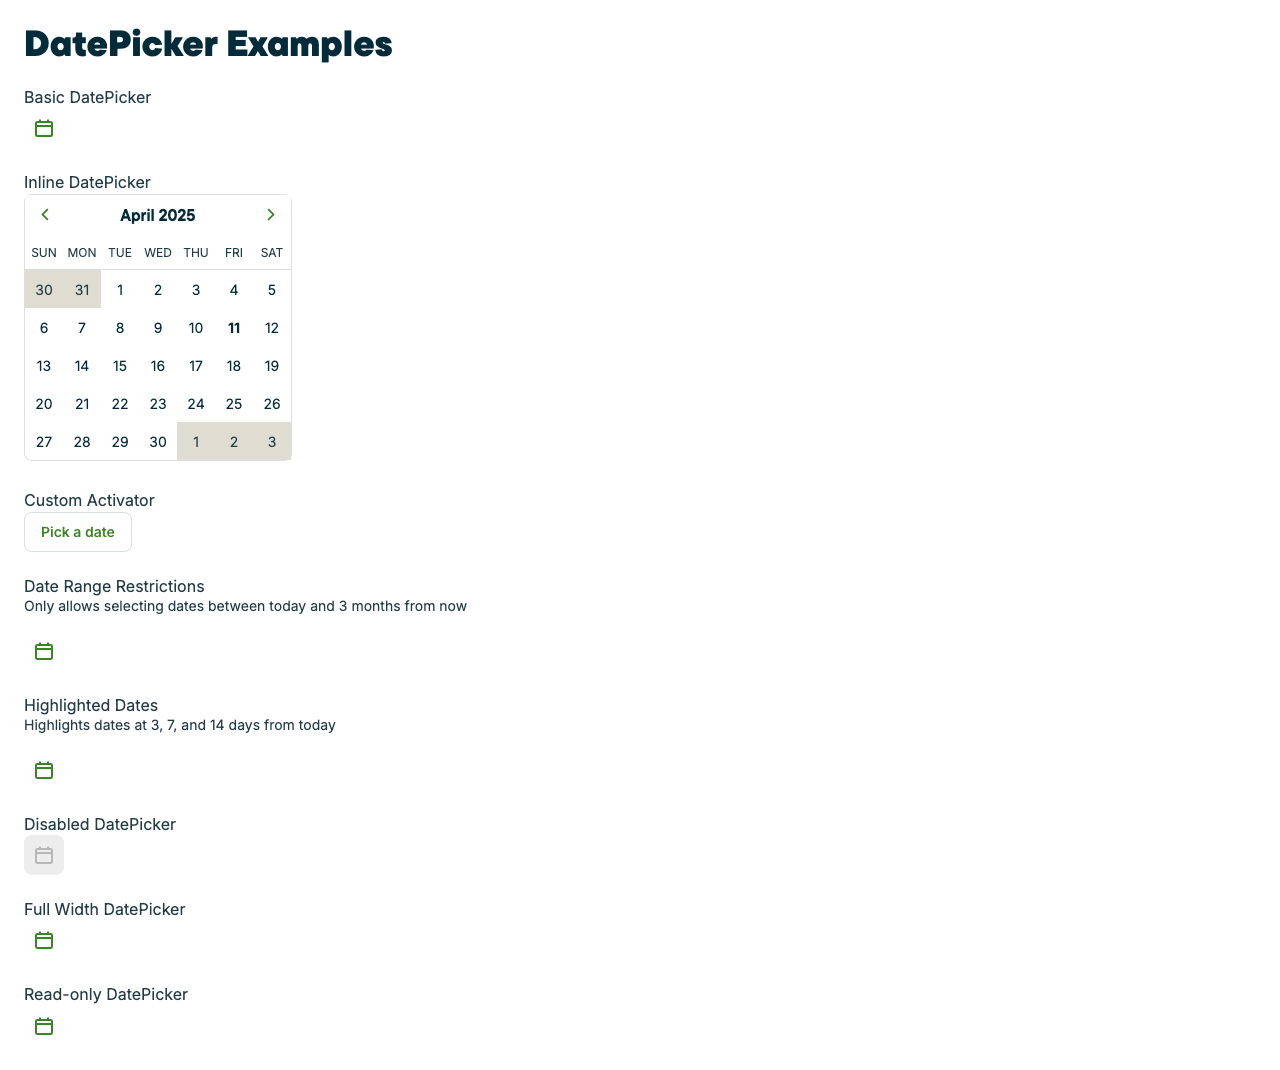 DatePicker Examples
Basic DatePicker
Inline DatePicker
April 2025
SUN MON TUE WED THU FRI SAT
30 31 1 2 3 4 5
6 7 8 9 10 11 12
13 14 15 16 17 18 19
20 21 22 23 24 25 26
27 28 29 30 1 2 3
Custom Activator
Pick a date
Date Range Restrictions
Only allows selecting dates between today and 3 months from now
Highlighted Dates
Highlights dates at 3, 7, and 14 days from today
Disabled DatePicker
Full Width DatePicker
Read-only DatePicker